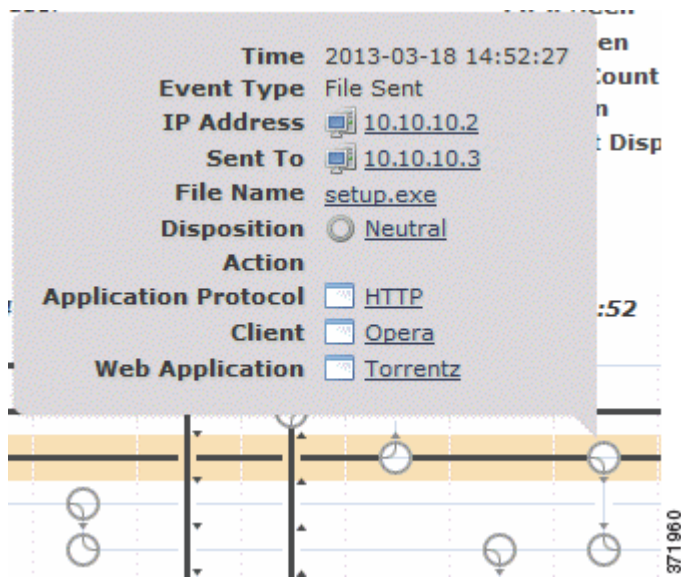 en
Time 2013-03-18 14:52:27
Count
Event Type File Sent
IP Address 10.10.10.2
Sent To 10.10.10.3
File Name setup.exe
Disposition Neutral
Action
Application Protocol HTTP
:52
Client Opera
Web Application Torrentz
371960